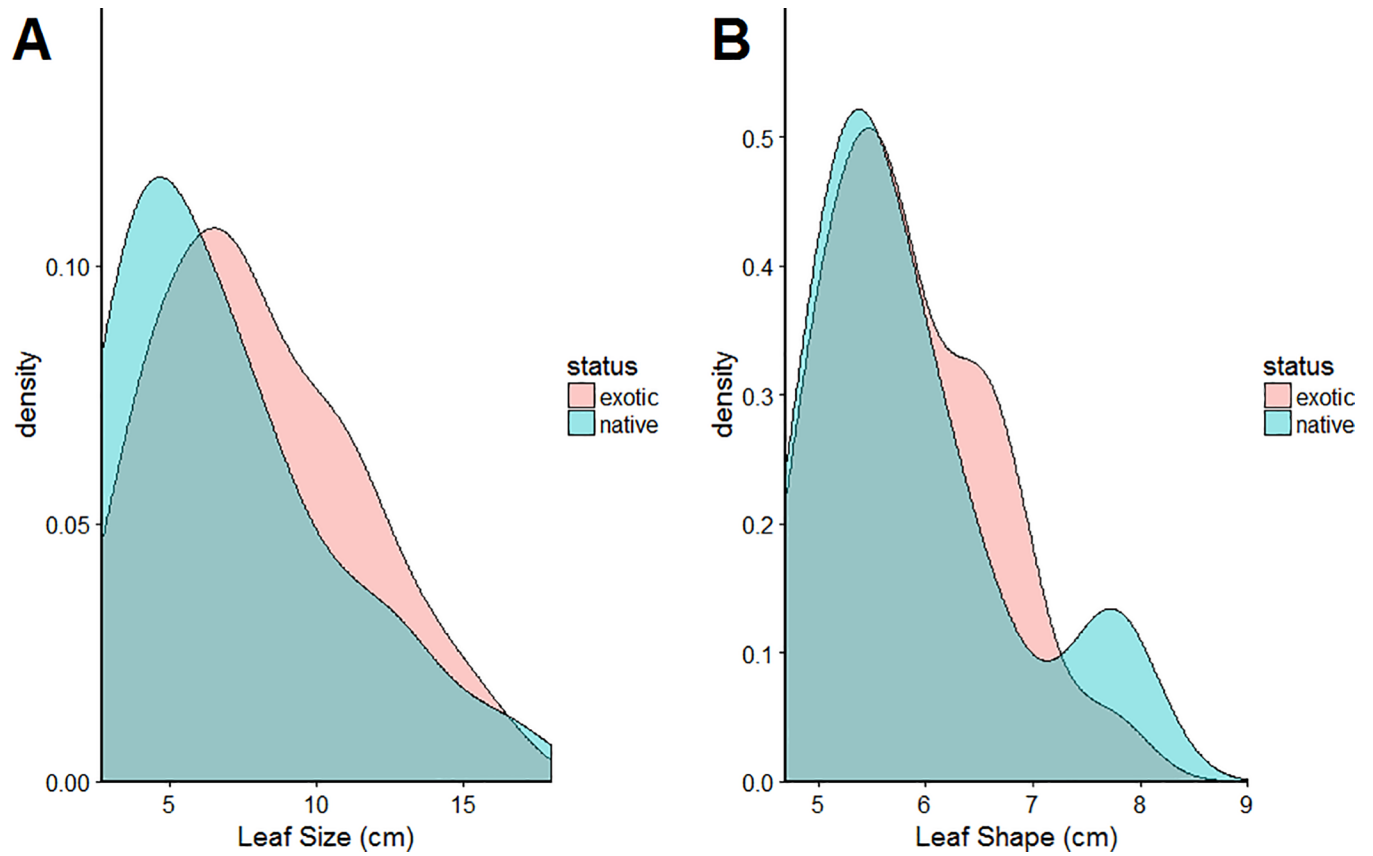 A
density
0.10
0.05
0.00
5 10 15
Leaf Size (cm)
status
exotic
native
B
density
0.5
0.4
0.3
0.2
0.1
0.0
5 6 7 8 9
Leaf Shape (cm)
status
exotic
native